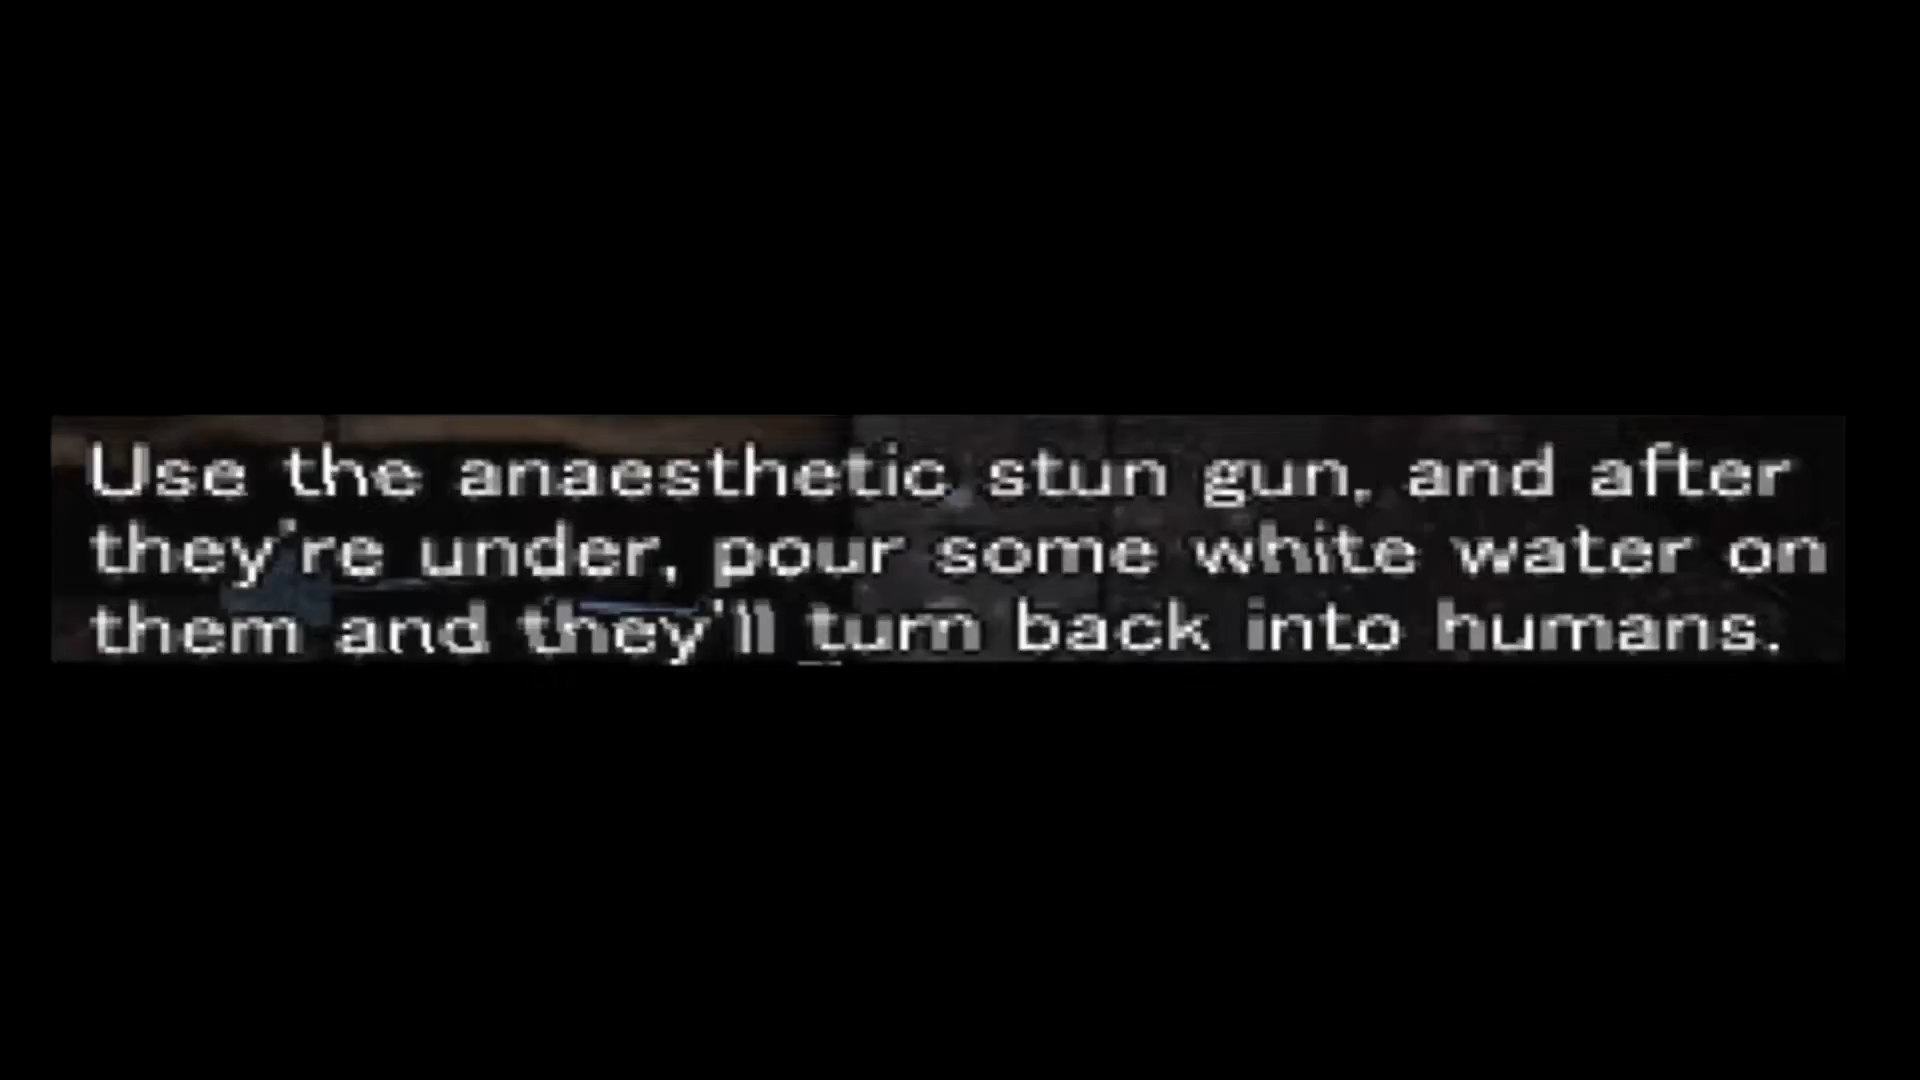 Use the anaesthetic stun gun, and after
they're under, pour some white water on
them and they'll turn back into humans.